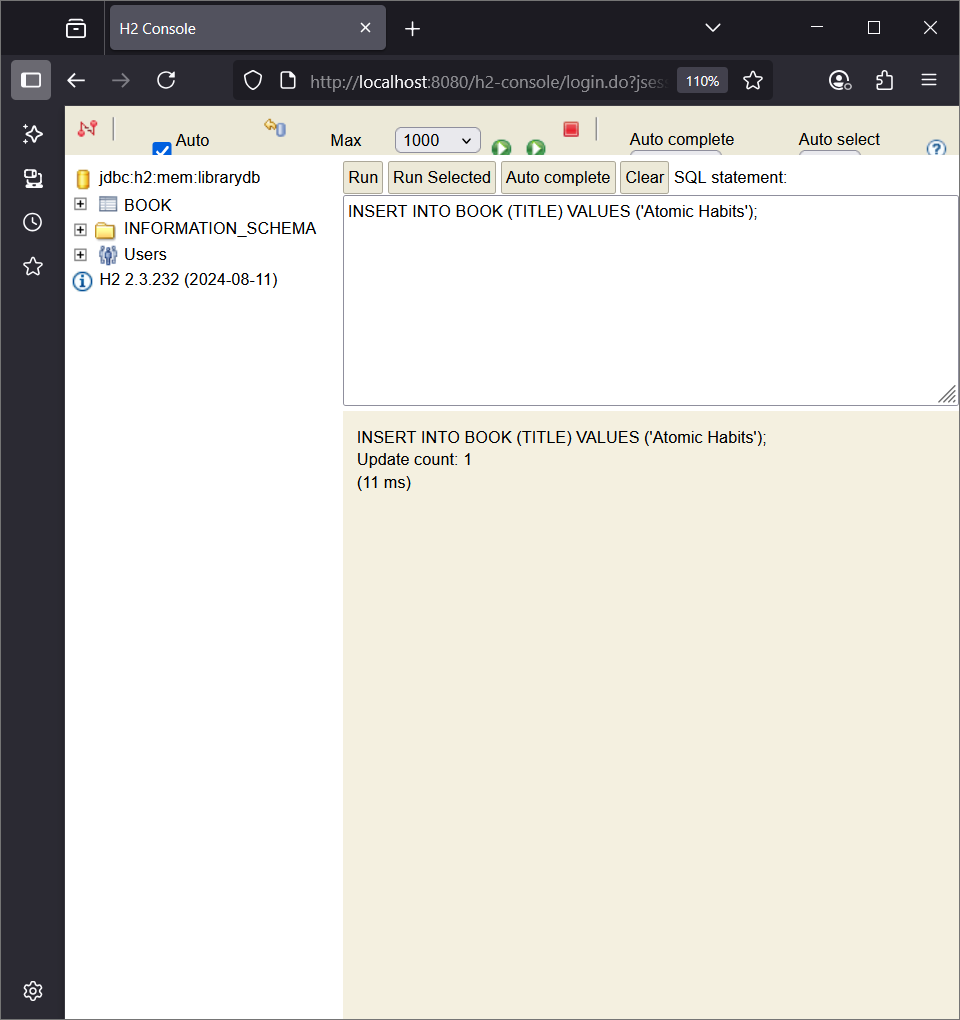 H2 Console
http://localhost:8080/h2-console/login.do?jses
110%
Auto
Max
1000
Auto complete
Auto select
jdbc:h2:mem:librarydb
BOOK
INFORMATION_SCHEMA
Users
H2 2.3.232 (2024-08-11)
Run
Run Selected
Auto complete
Clear
SQL statement:
INSERT INTO BOOK (TITLE) VALUES ('Atomic Habits');
INSERT INTO BOOK (TITLE) VALUES ('Atomic Habits');
Update count: 1
(11 ms)